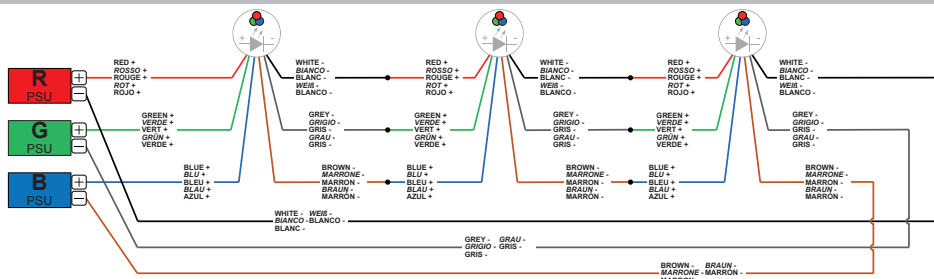 R
PSU
+
−
G
PSU
+
−
B
PSU
+
−
RED +
ROSSO +
ROUGE +
ROT +
ROJO +
GREEN +
VERDE +
VERT +
GRÜN +
VERDE +
BLUE +
BLU +
BLEU +
BLAU +
AZUL +
+ -
WHITE -
BIANCO -
BLANC -
WEIß -
BLANCO -
GREY -
GRIGIO -
GRIS -
GRAU -
GRIS -
BROWN -
MARRONE -
MARRON -
BRAUN -
MARRÓN -
RED +
ROSSO +
ROUGE +
ROT +
ROJO +
GREEN +
VERDE +
VERT +
GRÜN +
VERDE +
BLUE +
BLU +
BLEU +
BLAU +
AZUL +
+ -
WHITE -
BIANCO -
BLANC -
WEIß -
BLANCO -
GREY -
GRIGIO -
GRIS -
GRAU -
GRIS -
BROWN -
MARRONE -
MARRON -
BRAUN -
MARRÓN -
RED +
ROSSO +
ROUGE +
ROT +
ROJO +
GREEN +
VERDE +
VERT +
GRÜN +
VERDE +
BLUE +
BLU +
BLEU +
BLAU +
AZUL +
+ -
WHITE -
BIANCO -
BLANC -
WEIß -
BLANCO -
GREY -
GRIGIO -
GRIS -
GRAU -
GRIS -
BROWN -
MARRONE -
MARRON -
BRAUN -
MARRÓN -
WHITE - WEIß -
BIANCO - BLANCO -
BLANC -
GREY - GRAU -
GRIGIO - GRIS -
GRIS -
BROWN - BRAUN -
MARRONE - MARRÓN -